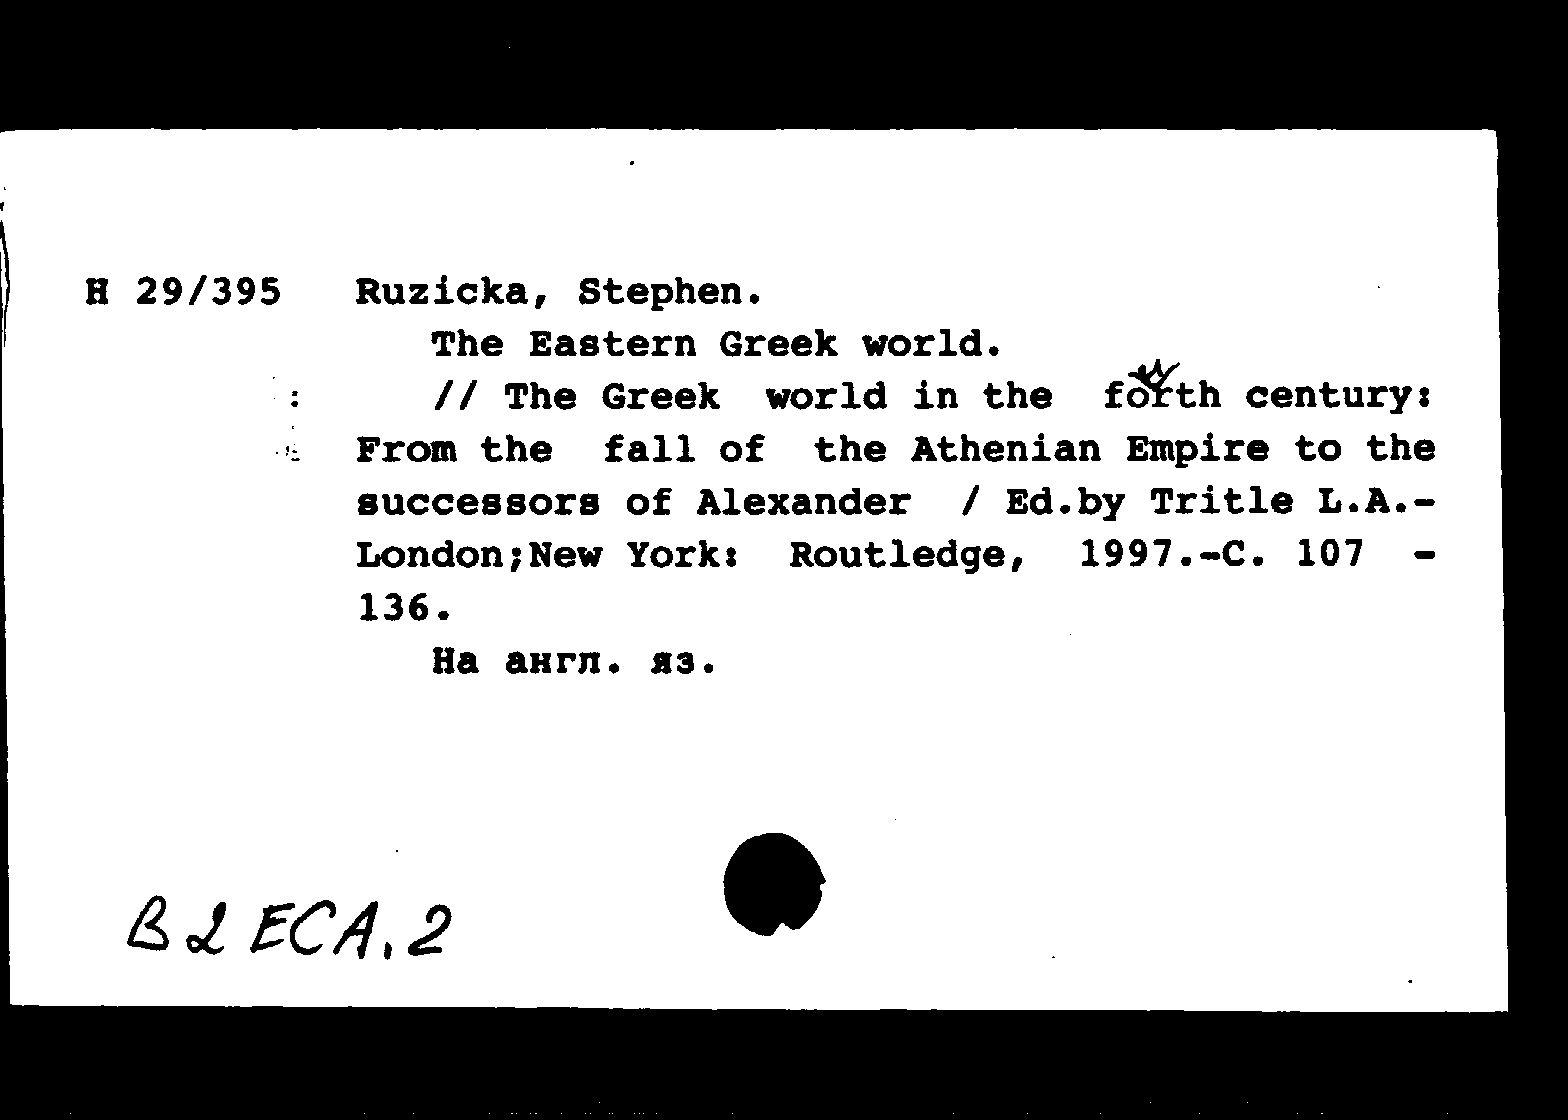 H 29/395 Ruzicka, Stephen.
The Eastern Greek world.
// The Greek world in the forth century:
From the fall of the Athenian Empire to the
successors of Alexander / Ed.by Tritle L.A.-
London;New York: Routledge, 1997.-C. 107 -
136.
На англ. яз.
B 2 ECA.2